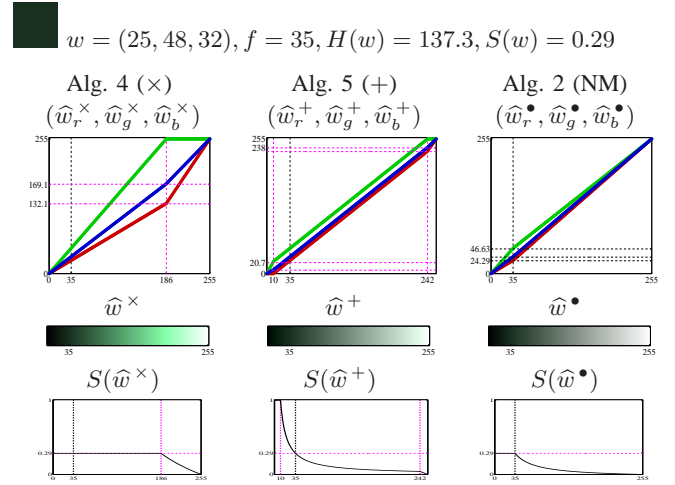 w = (25, 48, 32), f = 35, H(w) = 137.3, S(w) = 0.29
Alg. 4 (×) Alg. 5 (+) Alg. 2 (NM)
(ŵ_r^×, ŵ_g^×, ŵ_b^×) (ŵ_r^+, ŵ_g^+, ŵ_b^+) (ŵ_r^•, ŵ_g^•, ŵ_b^•)
255 255 255
238
169.1
132.1
46.63
20.7 24.29
0 0 0
0 35 186 255 10 35 242 0 35 255
ŵ^× ŵ^+ ŵ^•
35 255 35 255 35 255
S(ŵ^×) S(ŵ^+) S(ŵ^•)
1 1 1
0.29 0.29 0.29
0 0 0
0 35 186 255 10 35 242 0 35 255